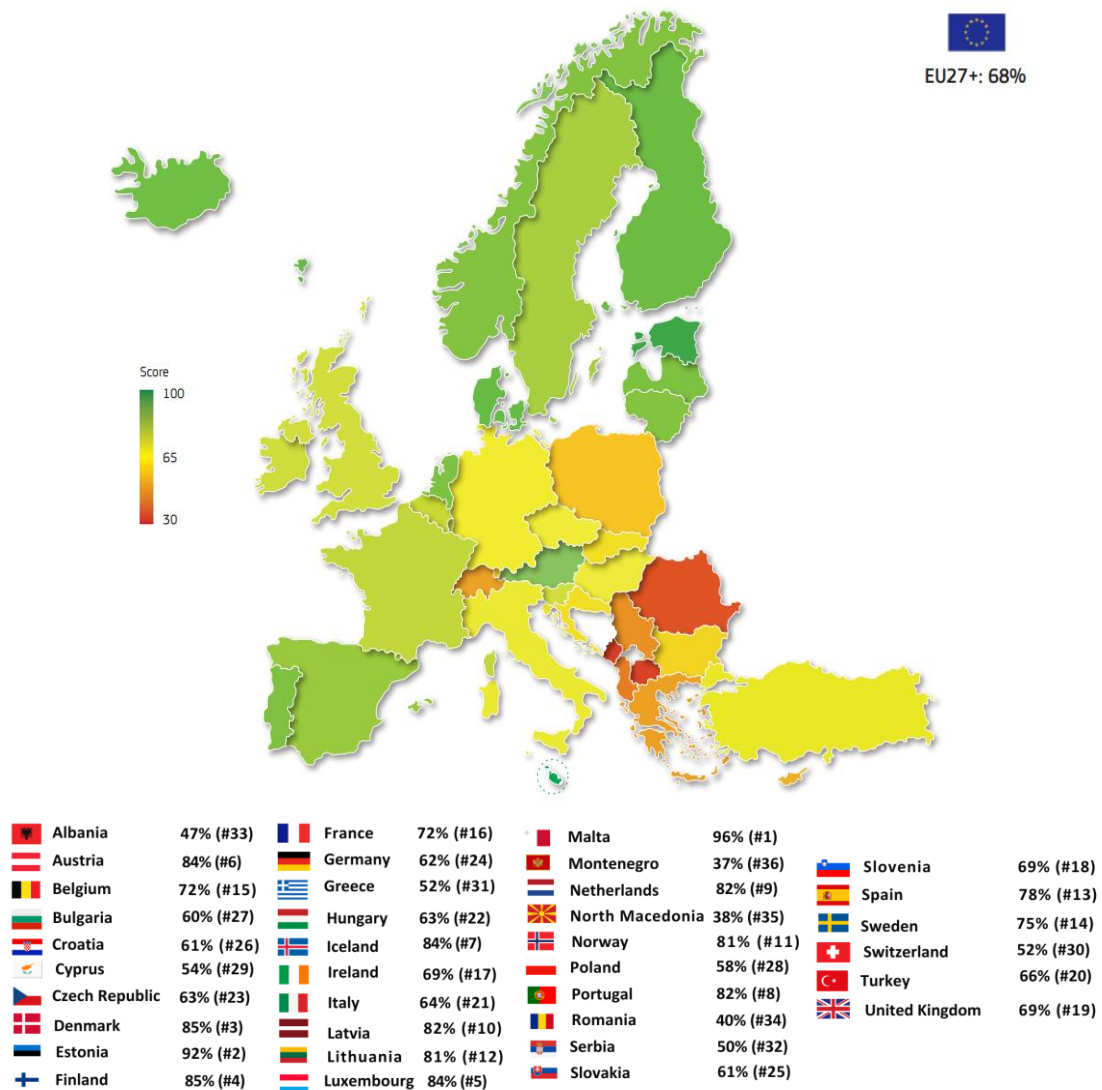 EU27+: 68%
Score
100
65
30
Albania 47% (#33)
Austria 84% (#6)
Belgium 72% (#15)
Bulgaria 60% (#27)
Croatia 61% (#26)
Cyprus 54% (#29)
Czech Republic 63% (#23)
Denmark 85% (#3)
Estonia 92% (#2)
Finland 85% (#4)
France 72% (#16)
Germany 62% (#24)
Greece 52% (#31)
Hungary 63% (#22)
Iceland 84% (#7)
Ireland 69% (#17)
Italy 64% (#21)
Latvia 82% (#10)
Lithuania 81% (#12)
Luxembourg 84% (#5)
Malta 96% (#1)
Montenegro 37% (#36)
Netherlands 82% (#9)
North Macedonia 38% (#35)
Norway 81% (#11)
Poland 58% (#28)
Portugal 82% (#8)
Romania 40% (#34)
Serbia 50% (#32)
Slovakia 61% (#25)
Slovenia 69% (#18)
Spain 78% (#13)
Sweden 75% (#14)
Switzerland 52% (#30)
Turkey 66% (#20)
United Kingdom 69% (#19)